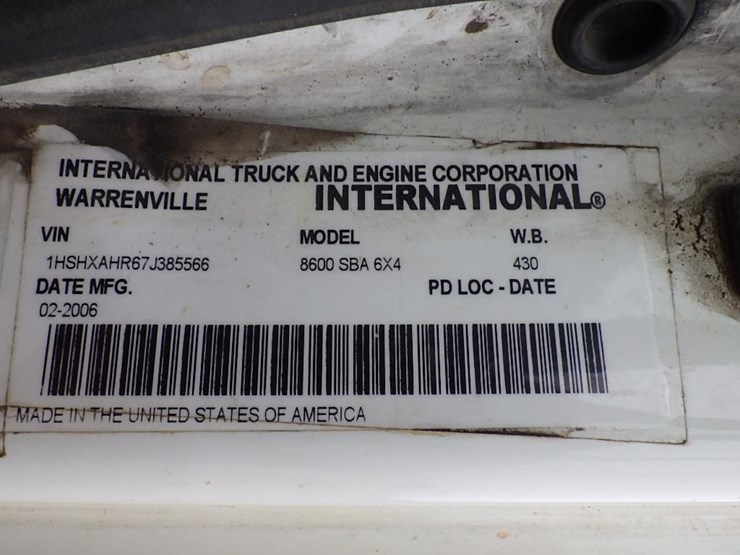 INTERNATIONAL TRUCK AND ENGINE CORPORATION
WARRENVILLE INTERNATIONAL®
VIN MODEL W.B.
1HSHXAHR67J385566 8600 SBA 6X4 430
DATE MFG. PD LOC - DATE
02-2006
MADE IN THE UNITED STATES OF AMERICA